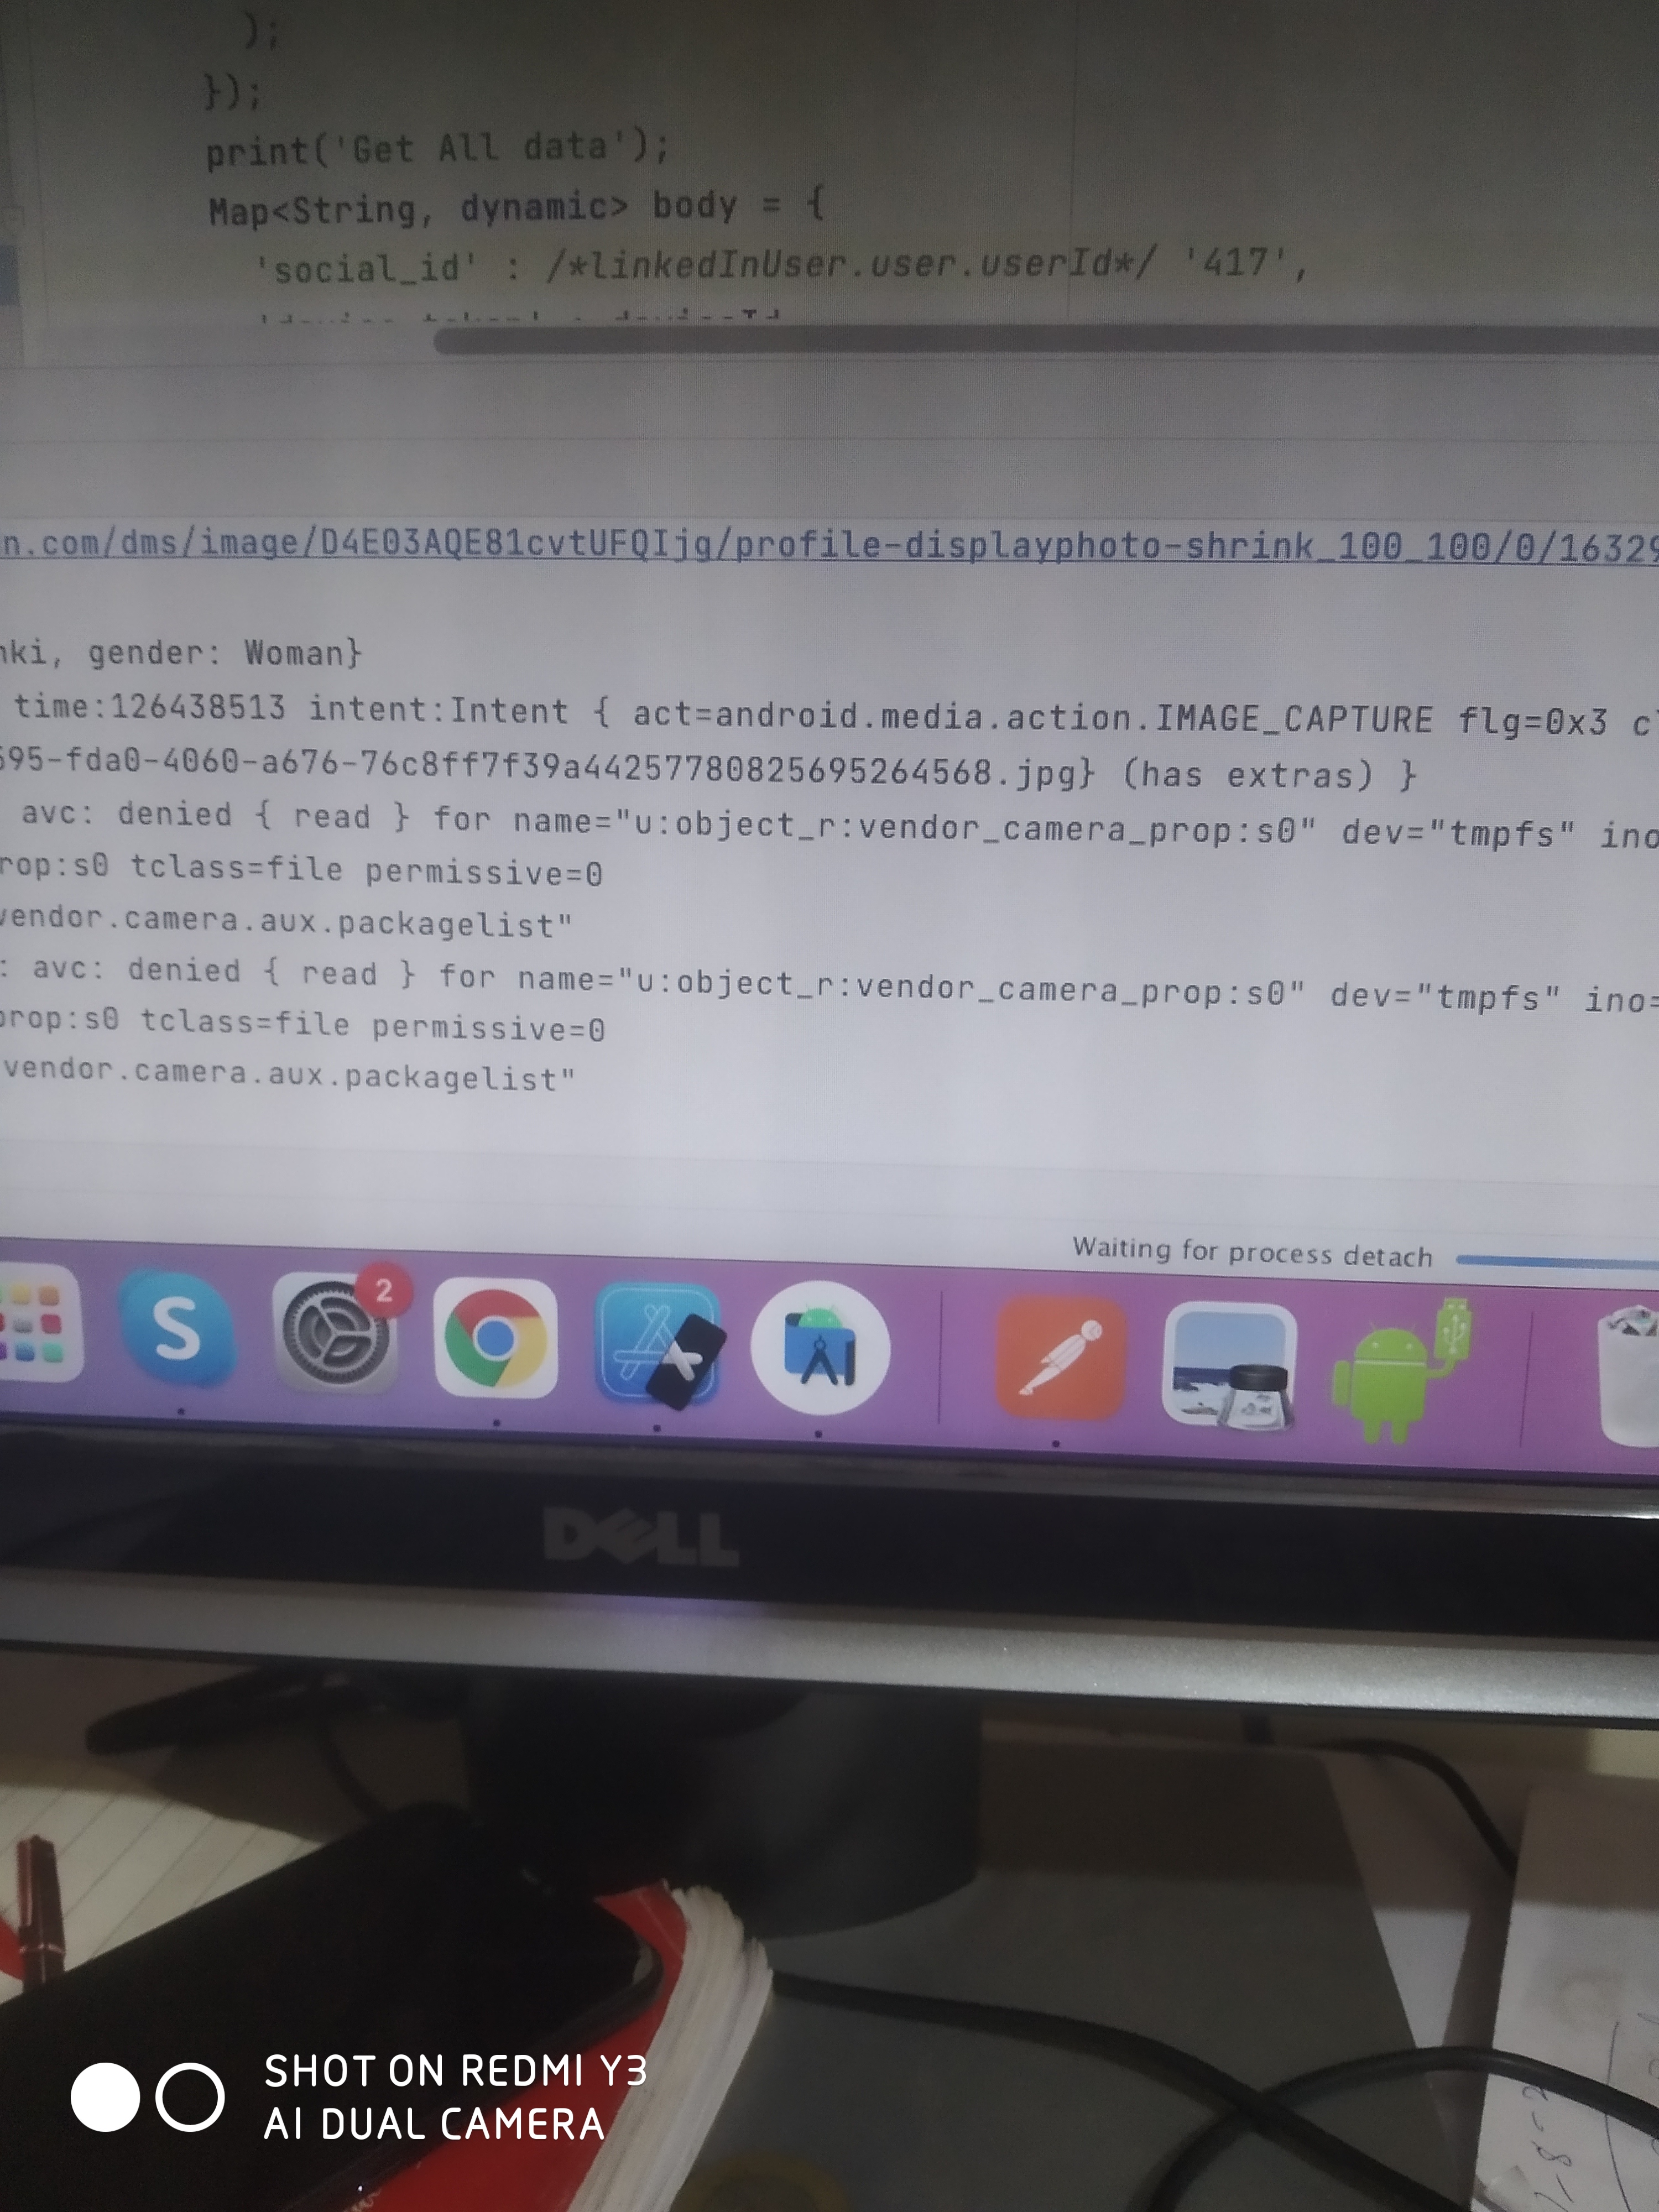 );
});
print('Get All data');
Map<String, dynamic> body = {
'social_id' : /*linkedInUser.user.userId*/ '417',
n.com/dms/image/D4E03AQE81cvtUFQIjg/profile-displayphoto-shrink_100_100/0/16329
nki, gender: Woman}
time:126438513 intent:Intent { act=android.media.action.IMAGE_CAPTURE flg=0x3 c
595-fda0-4060-a676-76c8ff7f39a44257780825695264568.jpg} (has extras) }
avc: denied { read } for name="u:object_r:vendor_camera_prop:s0" dev="tmpfs" ino
rop:s0 tclass=file permissive=0
vendor.camera.aux.packagelist"
: avc: denied { read } for name="u:object_r:vendor_camera_prop:s0" dev="tmpfs" ino=
prop:s0 tclass=file permissive=0
vendor.camera.aux.packagelist"
Waiting for process detach
S
2
DELL
SHOT ON REDMI Y3
AI DUAL CAMERA